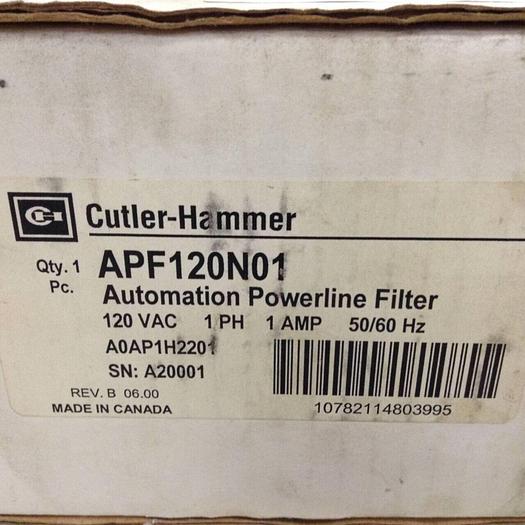 CH Cutler-Hammer
Qty. 1 APF120N01
Pc.
Automation Powerline Filter
120 VAC 1 PH 1 AMP 50/60 Hz
A0AP1H2201
SN: A20001
REV. B 06.00
MADE IN CANADA
10782114803995